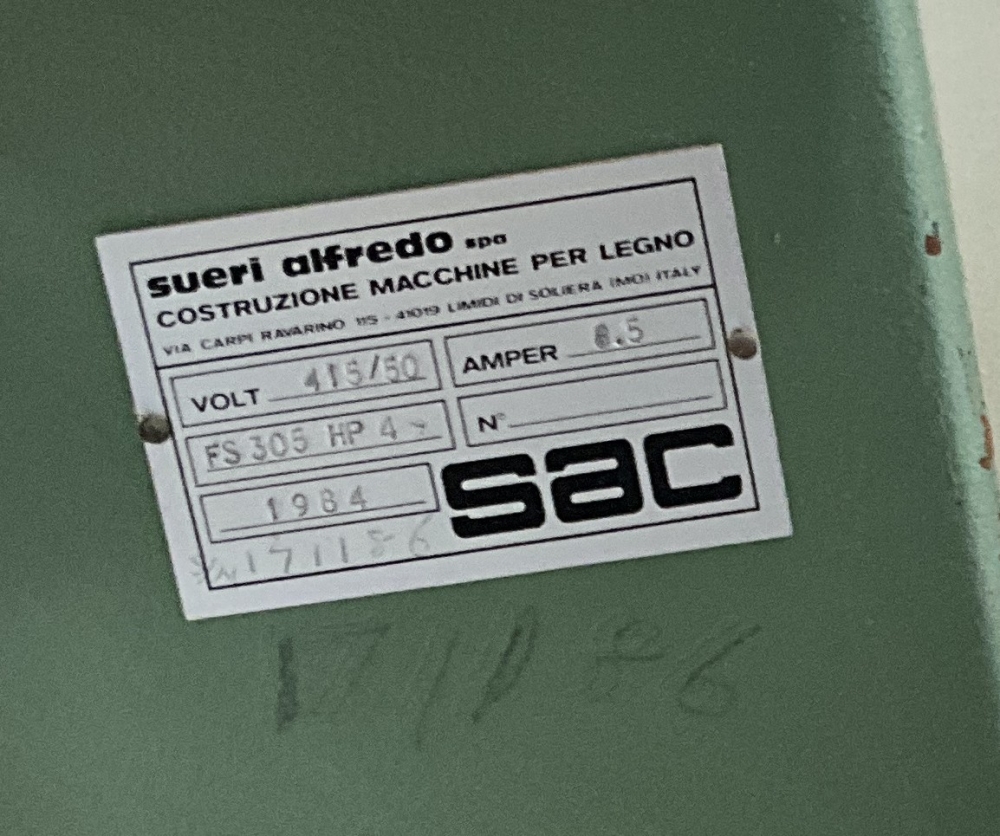 sueri alfredo spa
COSTRUZIONE MACCHINE PER LEGNO
VIA CARPI RAVARINO 115 - 41019 LIMIDI DI SOLIERA (MO) ITALY
VOLT 415/50 AMPER 8.5
FS 305 HP 4 N°
1984
sac